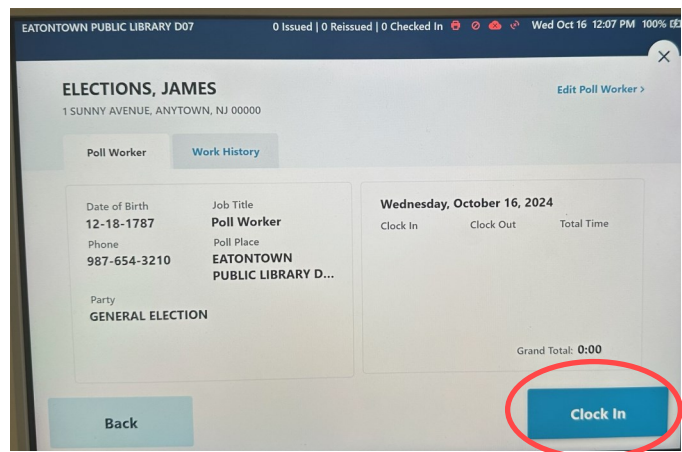 EATONTOWN PUBLIC LIBRARY D07 0 Issued | 0 Reissued | 0 Checked In Wed Oct 16 12:07 PM 100%
ELECTIONS, JAMES
Edit Poll Worker >
1 SUNNY AVENUE, ANYTOWN, NJ 00000
Poll Worker Work History
Date of Birth Job Title
12-18-1787 Poll Worker
Phone Poll Place
987-654-3210 EATONTOWN
PUBLIC LIBRARY D...
Party
GENERAL ELECTION
Wednesday, October 16, 2024
Clock In Clock Out Total Time
Grand Total: 0:00
Back
Clock In